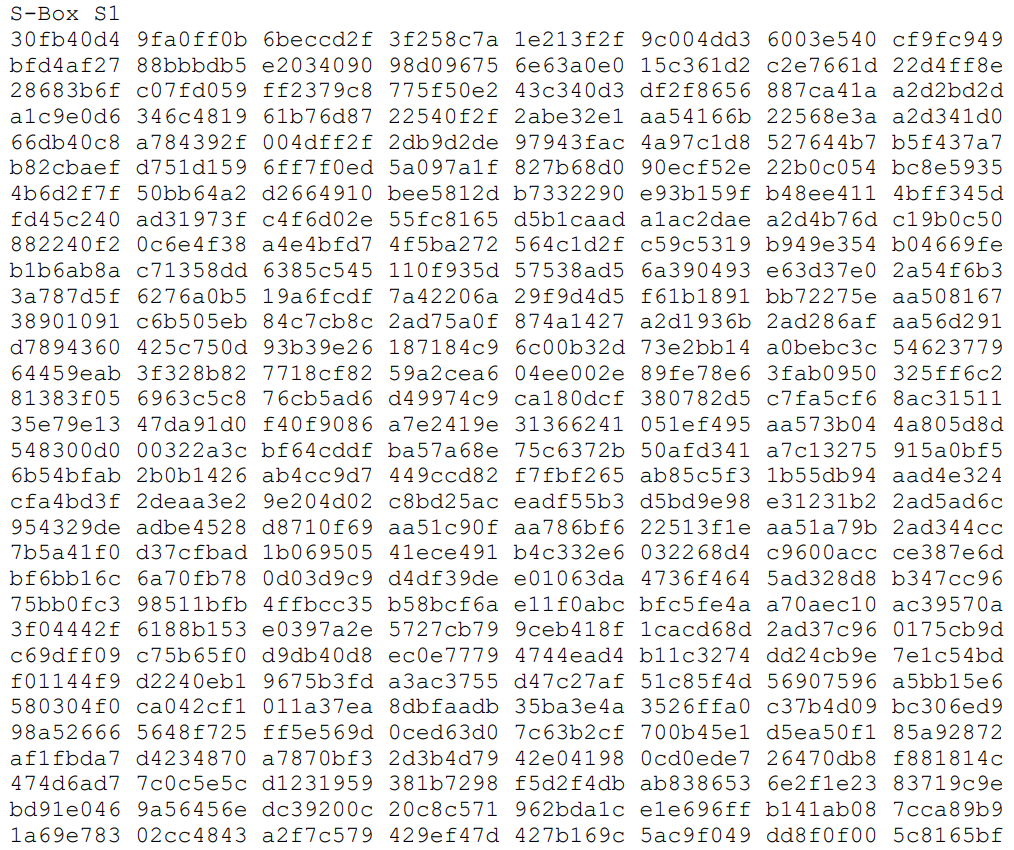 S-Box S1
30fb40d4 9fa0ff0b 6beccd2f 3f258c7a 1e213f2f 9c004dd3 6003e540 cf9fc949
bfd4af27 88bbbdb5 e2034090 98d09675 6e63a0e0 15c361d2 c2e7661d 22d4ff8e
28683b6f c07fd059 ff2379c8 775f50e2 43c340d3 df2f8656 887ca41a a2d2bd2d
a1c9e0d6 346c4819 61b76d87 22540f2f 2abe32e1 aa54166b 22568e3a a2d341d0
66db40c8 a784392f 004dff2f 2db9d2de 97943fac 4a97c1d8 527644b7 b5f437a7
b82cbaef d751d159 6ff7f0ed 5a097a1f 827b68d0 90ecf52e 22b0c054 bc8e5935
4b6d2f7f 50bb64a2 d2664910 bee5812d b7332290 e93b159f b48ee411 4bff345d
fd45c240 ad31973f c4f6d02e 55fc8165 d5b1caad a1ac2dae a2d4b76d c19b0c50
882240f2 0c6e4f38 a4e4bfd7 4f5ba272 564c1d2f c59c5319 b949e354 b04669fe
b1b6ab8a c71358dd 6385c545 110f935d 57538ad5 6a390493 e63d37e0 2a54f6b3
3a787d5f 6276a0b5 19a6fcdf 7a42206a 29f9d4d5 f61b1891 bb72275e aa508167
38901091 c6b505eb 84c7cb8c 2ad75a0f 874a1427 a2d1936b 2ad286af aa56d291
d7894360 425c750d 93b39e26 187184c9 6c00b32d 73e2bb14 a0bebc3c 54623779
64459eab 3f328b82 7718cf82 59a2cea6 04ee002e 89fe78e6 3fab0950 325ff6c2
81383f05 6963c5c8 76cb5ad6 d49974c9 ca180dcf 380782d5 c7fa5cf6 8ac31511
35e79e13 47da91d0 f40f9086 a7e2419e 31366241 051ef495 aa573b04 4a805d8d
548300d0 00322a3c bf64cddf ba57a68e 75c6372b 50afd341 a7c13275 915a0bf5
6b54bfab 2b0b1426 ab4cc9d7 449ccd82 f7fbf265 ab85c5f3 1b55db94 aad4e324
cfa4bd3f 2deaa3e2 9e204d02 c8bd25ac eadf55b3 d5bd9e98 e31231b2 2ad5ad6c
954329de adbe4528 d8710f69 aa51c90f aa786bf6 22513f1e aa51a79b 2ad344cc
7b5a41f0 d37cfbad 1b069505 41ece491 b4c332e6 032268d4 c9600acc ce387e6d
bf6bb16c 6a70fb78 0d03d9c9 d4df39de e01063da 4736f464 5ad328d8 b347cc96
75bb0fc3 98511bfb 4ffbcc35 b58bcf6a e11f0abc bfc5fe4a a70aec10 ac39570a
3f04442f 6188b153 e0397a2e 5727cb79 9ceb418f 1cacd68d 2ad37c96 0175cb9d
c69dff09 c75b65f0 d9db40d8 ec0e7779 4744ead4 b11c3274 dd24cb9e 7e1c54bd
f01144f9 d2240eb1 9675b3fd a3ac3755 d47c27af 51c85f4d 56907596 a5bb15e6
580304f0 ca042cf1 011a37ea 8dbfaadb 35ba3e4a 3526ffa0 c37b4d09 bc306ed9
98a52666 5648f725 ff5e569d 0ced63d0 7c63b2cf 700b45e1 d5ea50f1 85a92872
af1fbda7 d4234870 a7870bf3 2d3b4d79 42e04198 0cd0ede7 26470db8 f881814c
474d6ad7 7c0c5e5c d1231959 381b7298 f5d2f4db ab838653 6e2f1e23 83719c9e
bd91e046 9a56456e dc39200c 20c8c571 962bda1c e1e696ff b141ab08 7cca89b9
1a69e783 02cc4843 a2f7c579 429ef47d 427b169c 5ac9f049 dd8f0f00 5c8165bf